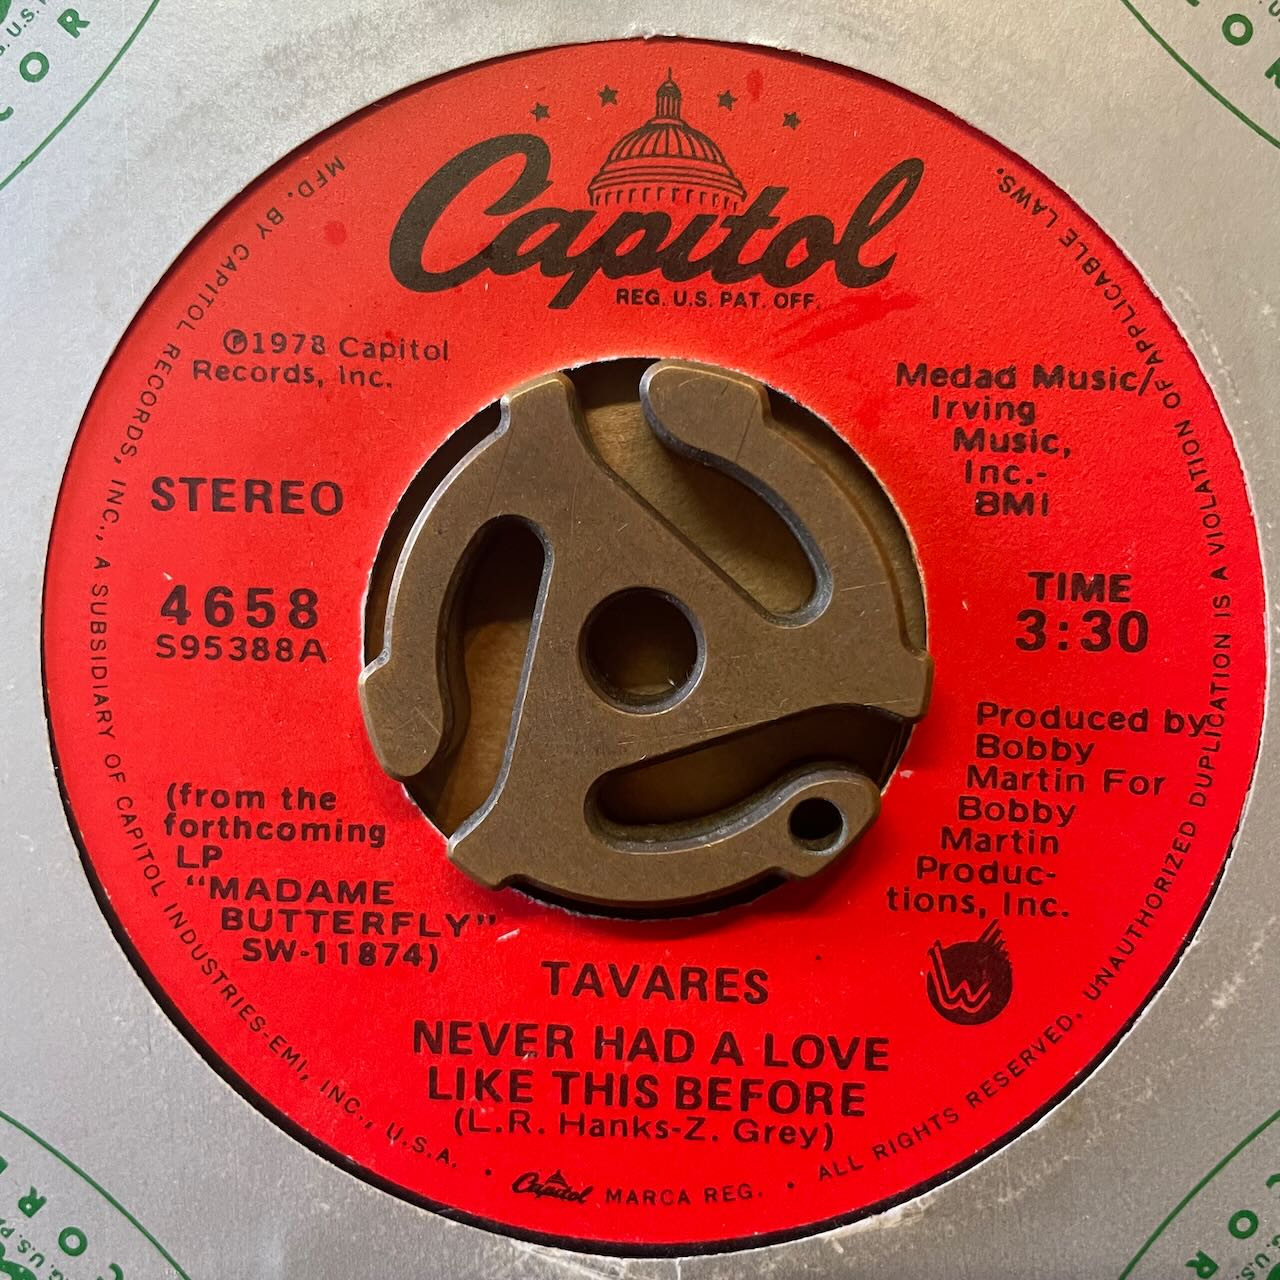 Capitol
REG. U.S. PAT. OFF.
MFD. BY CAPITOL RECORDS, INC., A SUBSIDIARY OF CAPITOL INDUSTRIES-EMI, INC., U.S.A. • Capitol MARCA REG. • ALL RIGHTS RESERVED. UNAUTHORIZED DUPLICATION IS A VIOLATION OF APPLICABLE LAWS.
℗1978 Capitol
Records, Inc.
STEREO
4658
S95388A
(from the
forthcoming
LP
"MADAME
BUTTERFLY"
SW-11874)
Medad Music/
Irving
Music,
Inc.-
BMI
TIME
3:30
Produced by
Bobby
Martin For
Bobby
Martin
Produc-
tions, Inc.
TAVARES
NEVER HAD A LOVE
LIKE THIS BEFORE
(L.R. Hanks-Z. Grey)